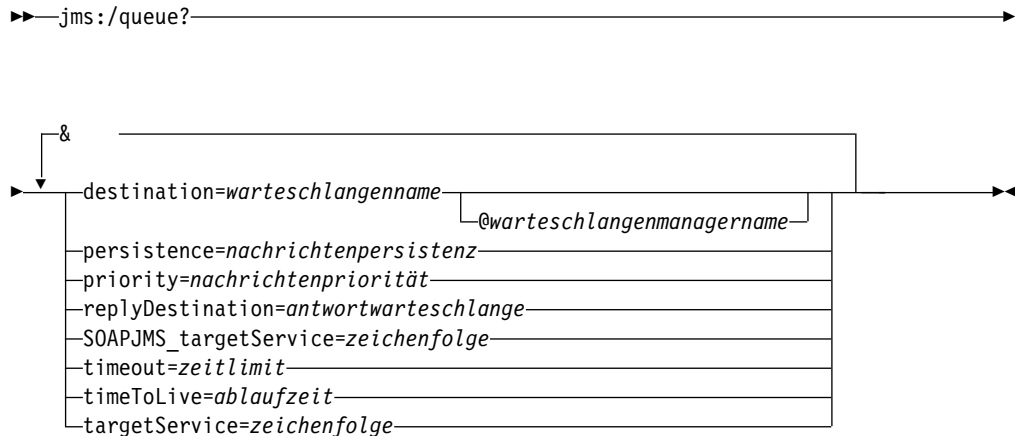 jms:/queue?
&
destination=warteschlangenname
@warteschlangenmanagername
persistence=nachrichtenpersistenz
priority=nachrichtenpriorität
replyDestination=antwortwarteschlange
SOAPJMS_targetService=zeichenfolge
timeout=zeitlimit
timeToLive=ablaufzeit
targetService=zeichenfolge